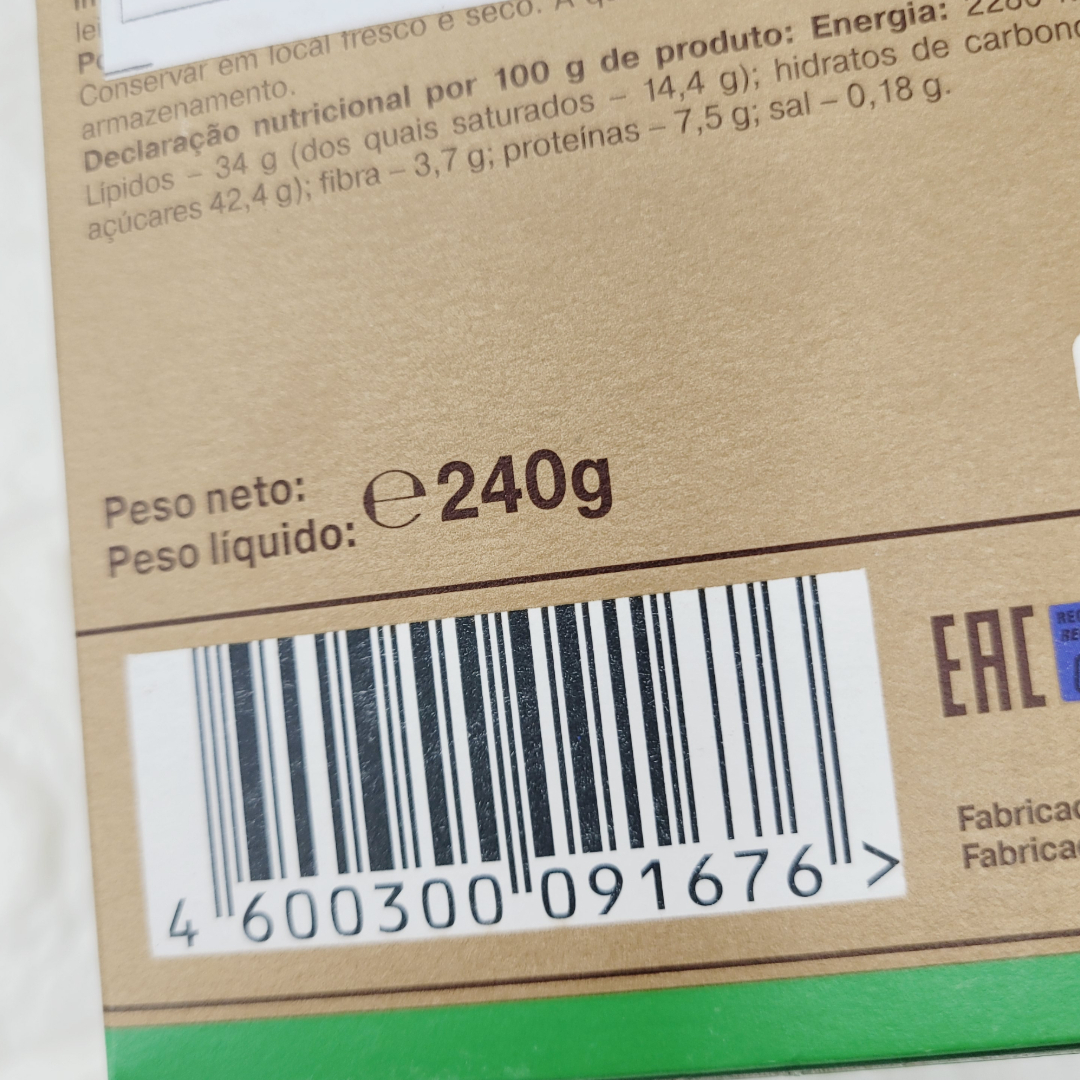 lei
Conservar em local fresco e seco. A
armazenamento.
Declaração nutricional por 100 g de produto: Energia:
Lípidos – 34 g (dos quais saturados – 14,4 g); hidratos de
açúcares 42,4 g); fibra – 3,7 g; proteínas – 7,5 g; sal – 0,18 g.
Peso neto:
Peso líquido:
℮240g
EAC
4 600300 091676 >